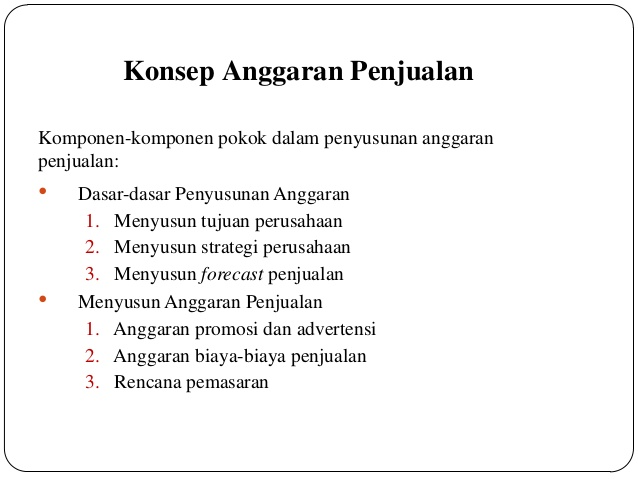 Konsep Anggaran Penjualan
Komponen-komponen pokok dalam penyusunan anggaran
penjualan:
• Dasar-dasar Penyusunan Anggaran
1. Menyusun tujuan perusahaan
2. Menyusun strategi perusahaan
3. Menyusun forecast penjualan
• Menyusun Anggaran Penjualan
1. Anggaran promosi dan advertensi
2. Anggaran biaya-biaya penjualan
3. Rencana pemasaran